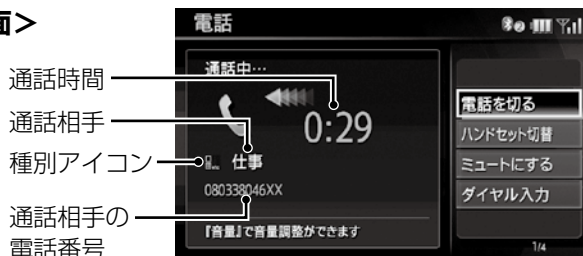 面＞
通話時間
通話相手
種別アイコン
通話相手の
電話番号
電話
通話中…
0:29
仕事
080338046XX
『音量』で音量調整ができます
電話を切る
ハンドセット切替
ミュートにする
ダイヤル入力
1/4